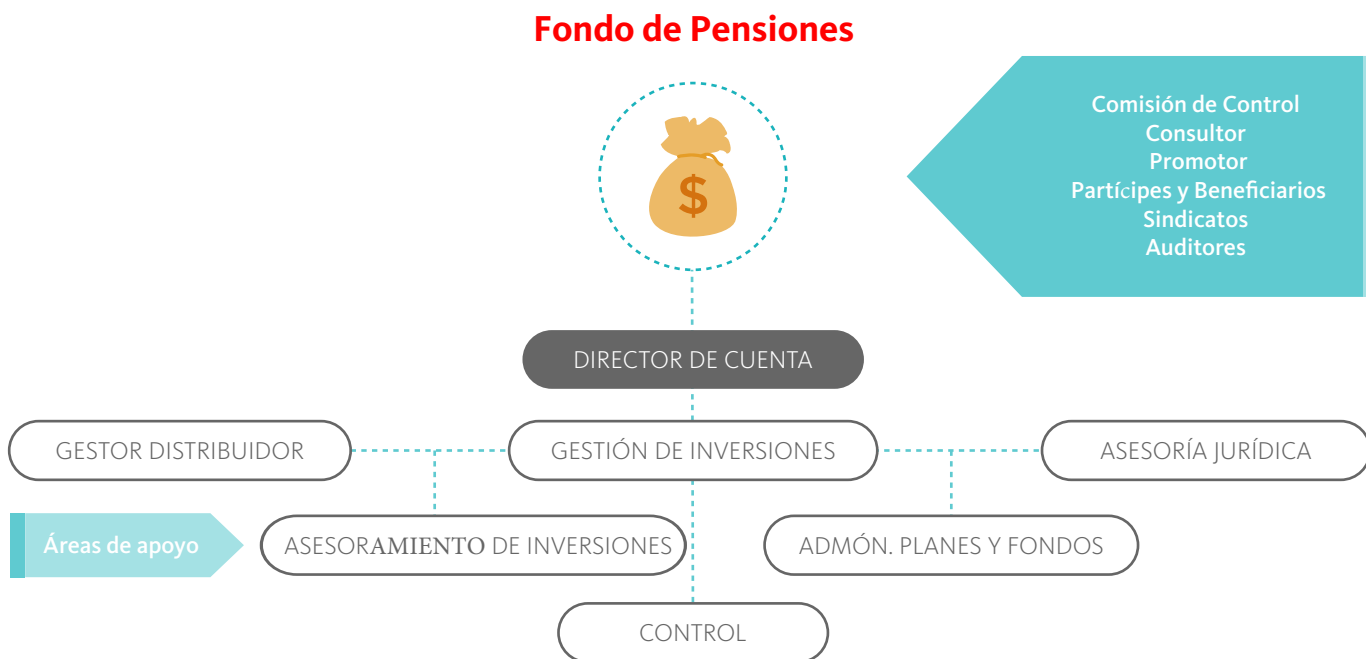 Fondo de Pensiones
Comisión de Control
Consultor
Promotor
Partícipes y Beneficiarios
Sindicatos
Auditores
$
DIRECTOR DE CUENTA
GESTOR DISTRIBUIDOR
GESTIÓN DE INVERSIONES
ASESORÍA JURÍDICA
Áreas de apoyo
ASESORAMIENTO DE INVERSIONES
ADMÓN. PLANES Y FONDOS
CONTROL